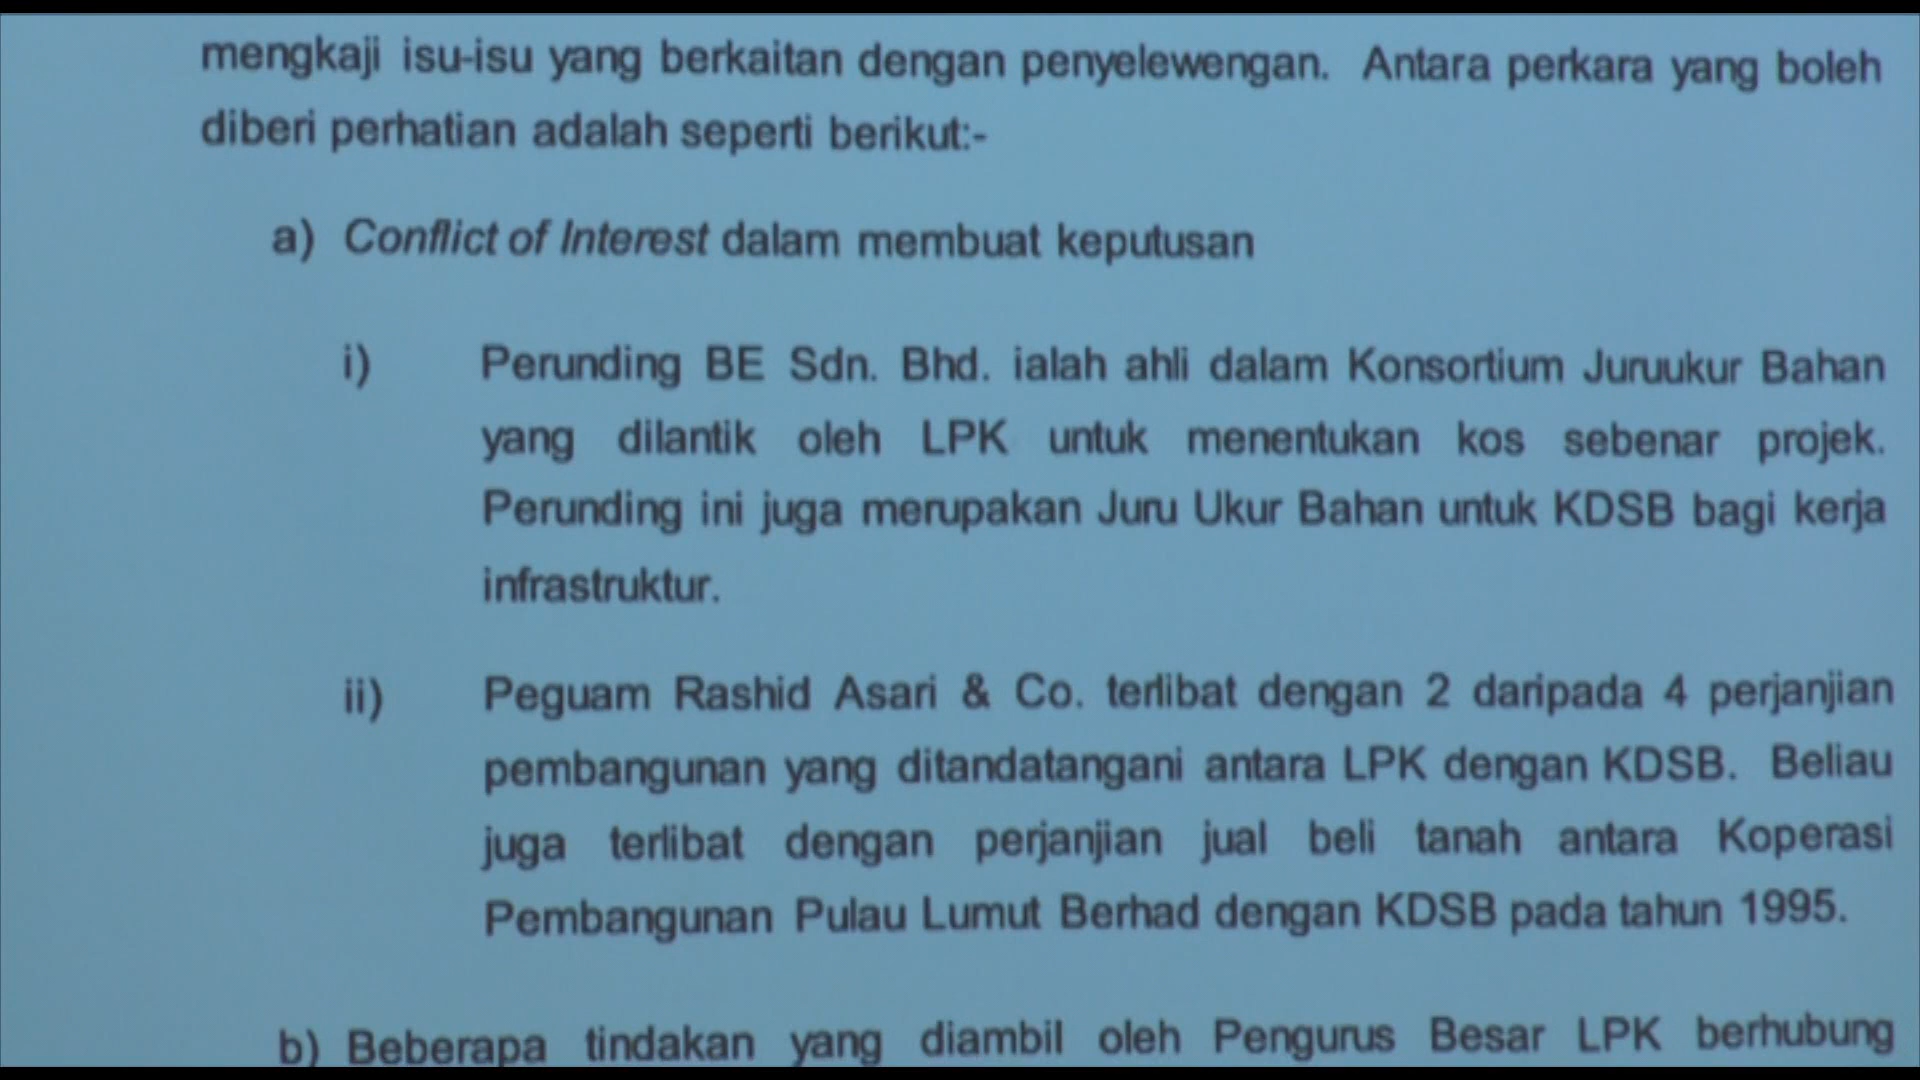 mengkaji isu-isu yang berkaitan dengan penyelewengan. Antara perkara yang boleh
diberi perhatian adalah seperti berikut:-
a) Conflict of Interest dalam membuat keputusan
i) Perunding BE Sdn. Bhd. ialah ahli dalam Konsortium Juruukur Bahan
yang dilantik oleh LPK untuk menentukan kos sebenar projek.
Perunding ini juga merupakan Juru Ukur Bahan untuk KDSB bagi kerja
infrastruktur.
ii) Peguam Rashid Asari & Co. terlibat dengan 2 daripada 4 perjanjian
pembangunan yang ditandatangani antara LPK dengan KDSB. Beliau
juga terlibat dengan perjanjian jual beli tanah antara Koperasi
Pembangunan Pulau Lumut Berhad dengan KDSB pada tahun 1995.
b) Beberapa tindakan yang diambil oleh Pengurus Besar LPK berhubung